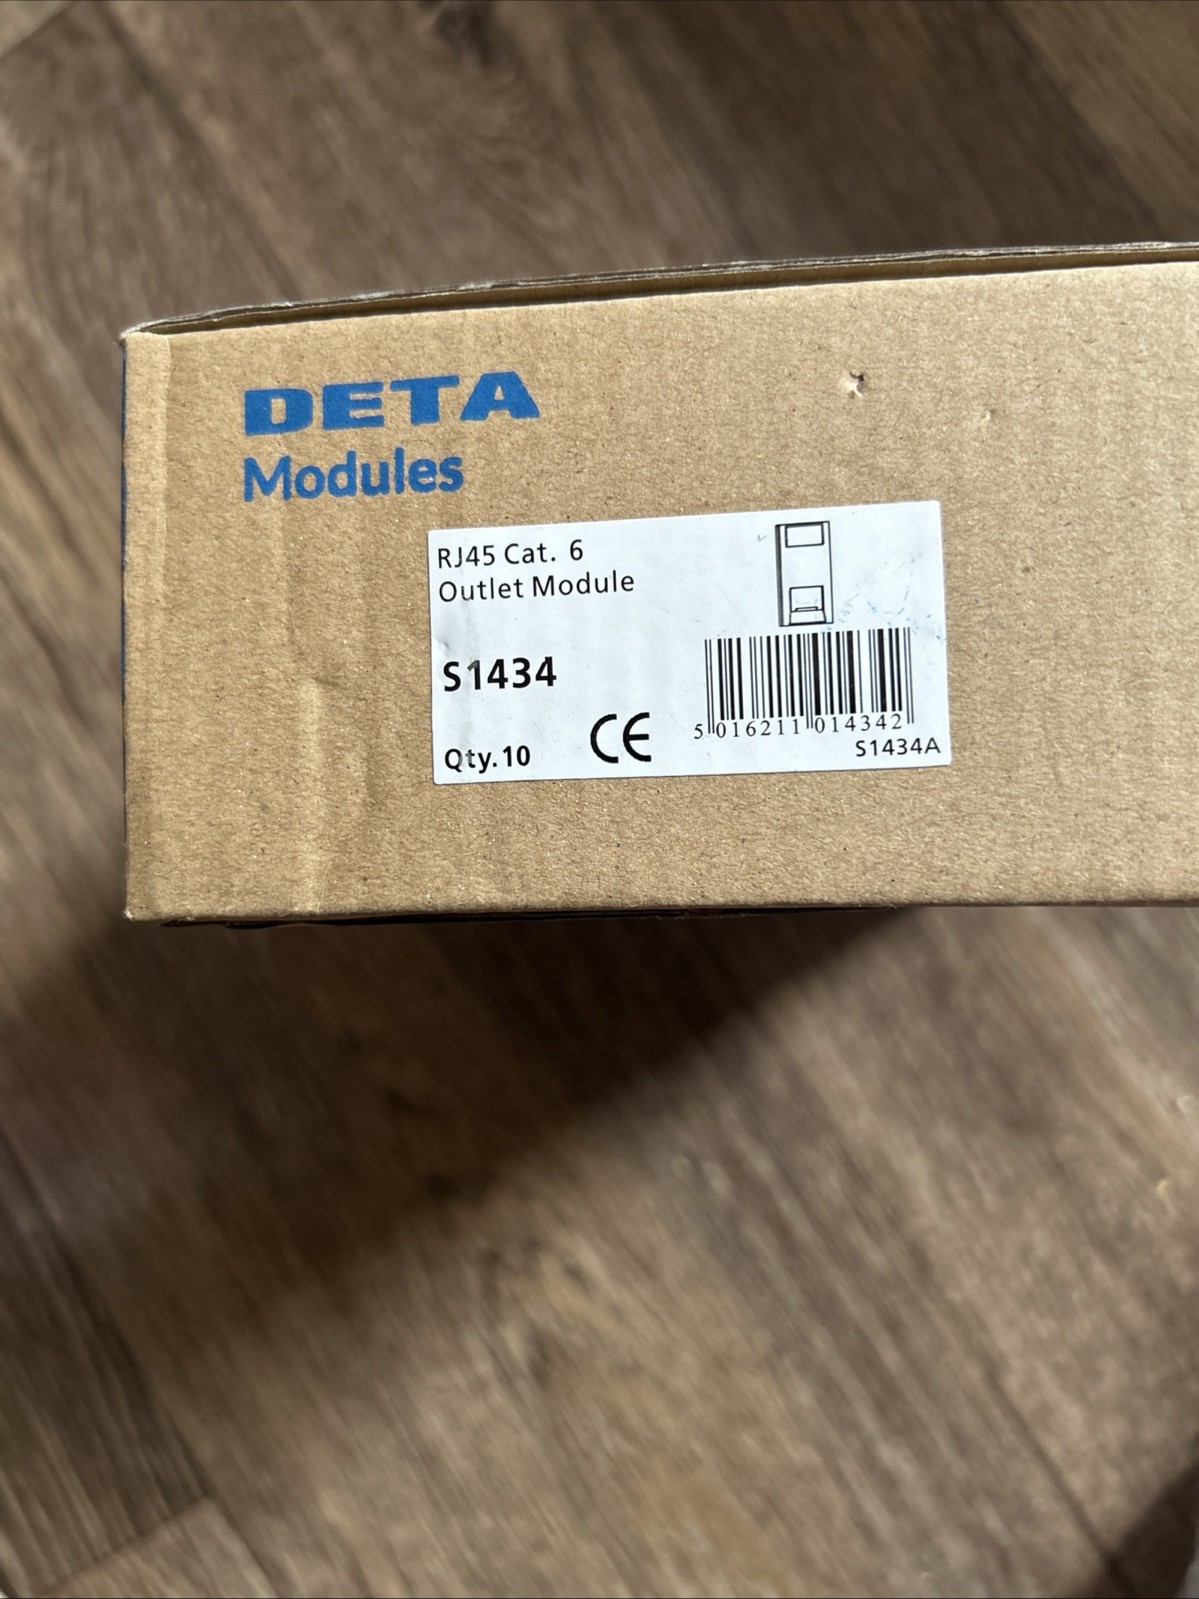 DETA
Modules
RJ45 Cat. 6
Outlet Module
S1434
Qty.10
CE
5 016211 014342
S1434A